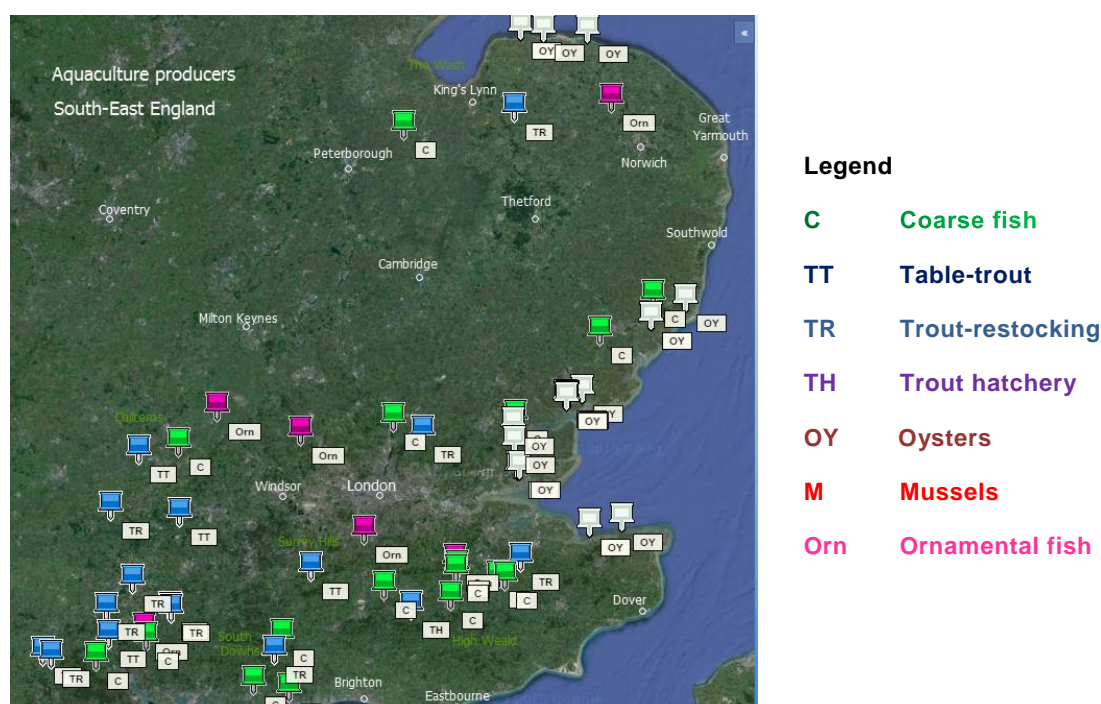 «
OY OY OY
Aquaculture producers
The Wash
South-East England
King's Lynn
Orn
Great
Yarmouth
TR
C
Peterborough
Norwich
Coventry
Thetford
Southwold
Cambridge
C OY
Milton Keynes
OY
C
OY
OY
Chilterns
Orn
C
OY
Orn
TR
TT C
OY
Windsor
London
OY
TR
TT
OY OY
Surrey Hills
Orn
TR
TT
C
C
TR
C
Dover
C
TR TR
TH
High Weald
South
Downs
TT
Orn
C
C
TR
TR
C
Brighton
Eastbourne
C
Legend
C Coarse fish
TT Table-trout
TR Trout-restocking
TH Trout hatchery
OY Oysters
M Mussels
Orn Ornamental fish